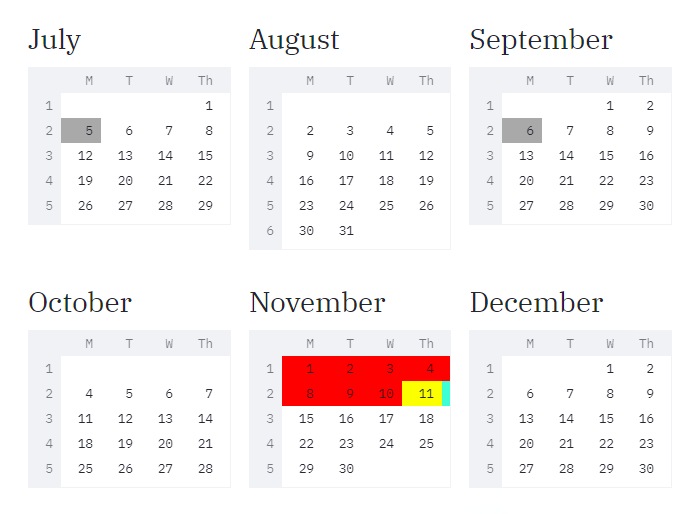 July August September
M T W Th M T W Th M T W Th
1 1 1 1 1 2
2 5 6 7 8 2 2 3 4 5 2 6 7 8 9
3 12 13 14 15 3 9 10 11 12 3 13 14 15 16
4 19 20 21 22 4 16 17 18 19 4 20 21 22 23
5 26 27 28 29 5 23 24 25 26 5 27 28 29 30
6 30 31
October November December
M T W Th M T W Th M T W Th
1 1 1 2 3 4 1 1 2
2 4 5 6 7 2 8 9 10 11 2 6 7 8 9
3 11 12 13 14 3 15 16 17 18 3 13 14 15 16
4 18 19 20 21 4 22 23 24 25 4 20 21 22 23
5 25 26 27 28 5 29 30 5 27 28 29 30